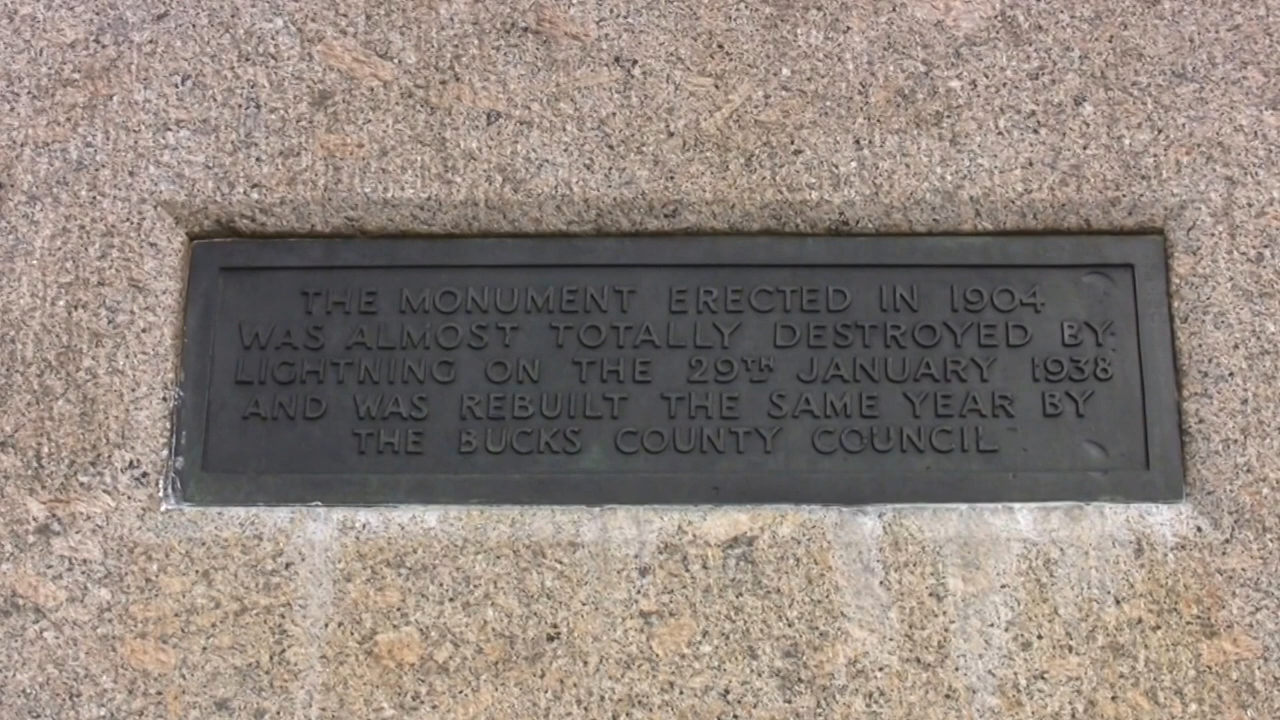 THE MONUMENT ERECTED IN 1904
WAS ALMOST TOTALLY DESTROYED BY
LIGHTNING ON THE 29TH JANUARY 1938
AND WAS REBUILT THE SAME YEAR BY
THE BUCKS COUNTY COUNCIL